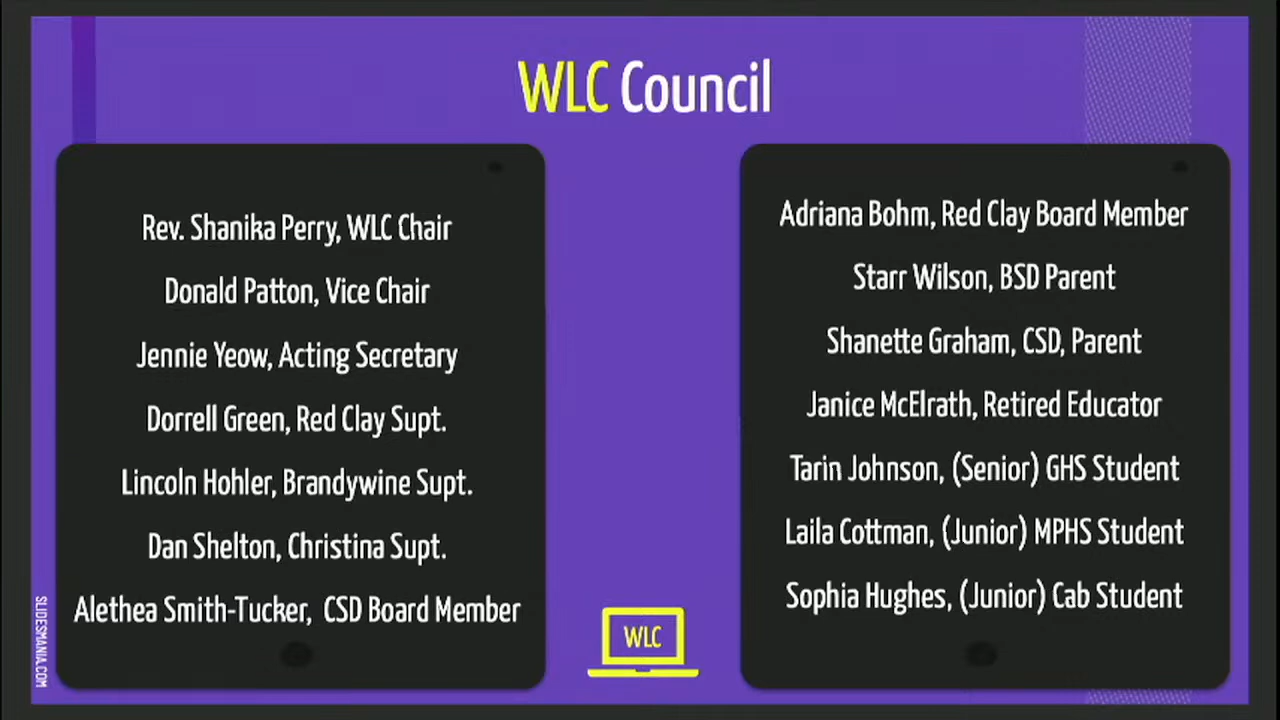 WLC Council
Rev. Shanika Perry, WLC Chair
Donald Patton, Vice Chair
Jennie Yeow, Acting Secretary
Dorrell Green, Red Clay Supt.
Lincoln Hohler, Brandywine Supt.
Dan Shelton, Christina Supt.
Alethea Smith-Tucker, CSD Board Member
Adriana Bohm, Red Clay Board Member
Starr Wilson, BSD Parent
Shanette Graham, CSD, Parent
Janice McElrath, Retired Educator
Tarin Johnson, (Senior) GHS Student
Laila Cottman, (Junior) MPHS Student
Sophia Hughes, (Junior) Cab Student
WLC
SLIDESMANIA.COM